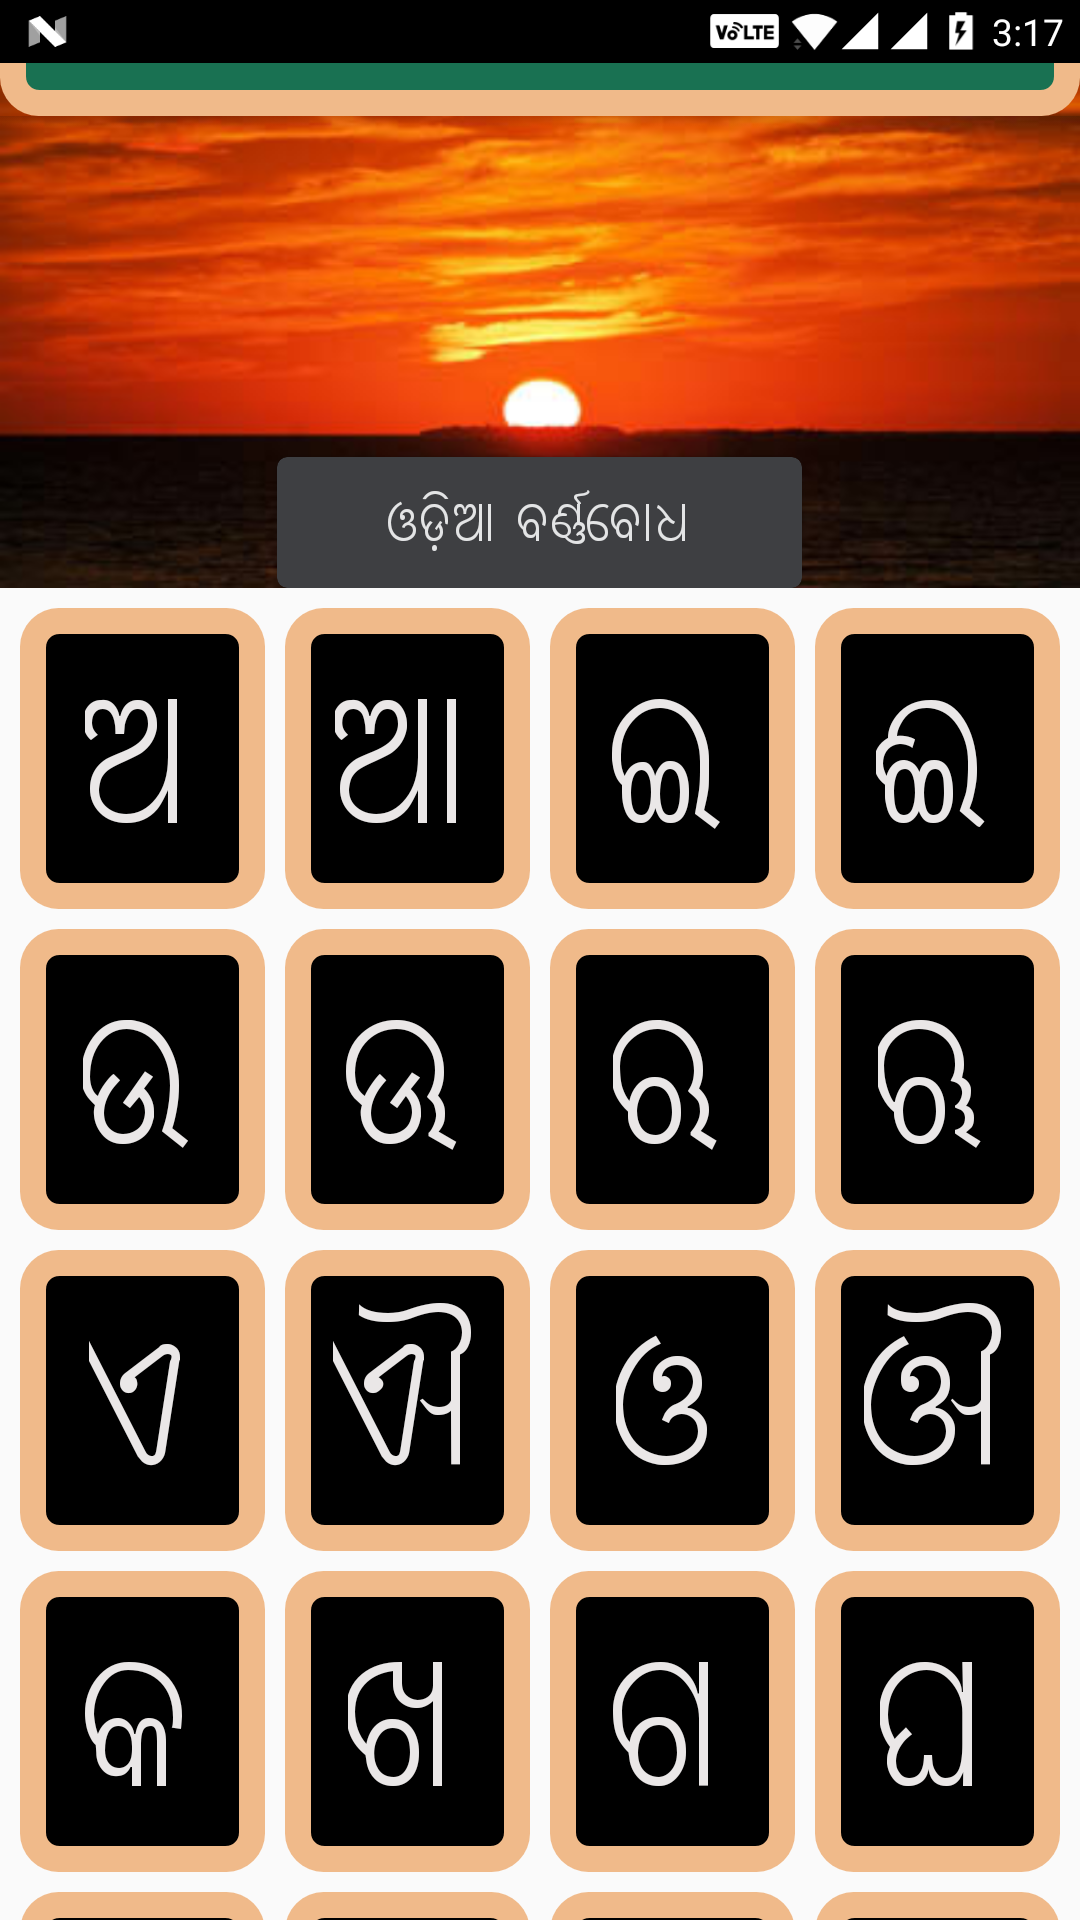 VoLTE 3:17
ଓଡ଼ିଆ ବର୍ଣ୍ଣବୋଧ
ଅ ଆ ଇ ଈ
ଉ ଊ ଋ ୠ
ଏ ଐ ଓ ଔ
କ ଖ ଗ ଘ